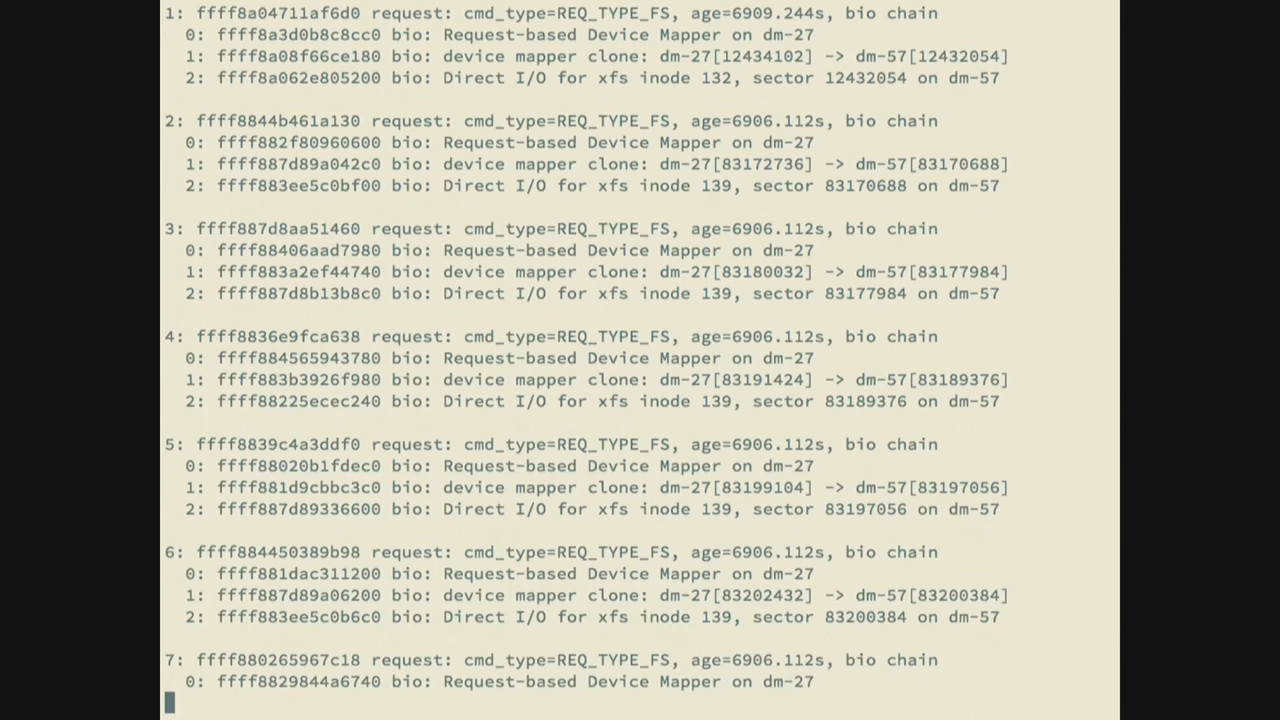 1: ffff8a04711af6d0 request: cmd_type=REQ_TYPE_FS, age=6909.244s, bio chain
0: ffff8a3d0b8c8cc0 bio: Request-based Device Mapper on dm-27
1: ffff8a08f66ce180 bio: device mapper clone: dm-27[12434102] -> dm-57[12432054]
2: ffff8a062e805200 bio: Direct I/O for xfs inode 132, sector 12432054 on dm-57
2: ffff8844b461a130 request: cmd_type=REQ_TYPE_FS, age=6906.112s, bio chain
0: ffff882f80960600 bio: Request-based Device Mapper on dm-27
1: ffff887d89a042c0 bio: device mapper clone: dm-27[83172736] -> dm-57[83170688]
2: ffff883ee5c0bf00 bio: Direct I/O for xfs inode 139, sector 83170688 on dm-57
3: ffff887d8aa51460 request: cmd_type=REQ_TYPE_FS, age=6906.112s, bio chain
0: ffff88406aad7980 bio: Request-based Device Mapper on dm-27
1: ffff883a2ef44740 bio: device mapper clone: dm-27[83180032] -> dm-57[83177984]
2: ffff887d8b13b8c0 bio: Direct I/O for xfs inode 139, sector 83177984 on dm-57
4: ffff8836e9fca638 request: cmd_type=REQ_TYPE_FS, age=6906.112s, bio chain
0: ffff884565943780 bio: Request-based Device Mapper on dm-27
1: ffff883b3926f980 bio: device mapper clone: dm-27[83191424] -> dm-57[83189376]
2: ffff88225ecec240 bio: Direct I/O for xfs inode 139, sector 83189376 on dm-57
5: ffff8839c4a3ddf0 request: cmd_type=REQ_TYPE_FS, age=6906.112s, bio chain
0: ffff88020b1fdec0 bio: Request-based Device Mapper on dm-27
1: ffff881d9cbbc3c0 bio: device mapper clone: dm-27[83199104] -> dm-57[83197056]
2: ffff887d89336600 bio: Direct I/O for xfs inode 139, sector 83197056 on dm-57
6: ffff884450389b98 request: cmd_type=REQ_TYPE_FS, age=6906.112s, bio chain
0: ffff881dac311200 bio: Request-based Device Mapper on dm-27
1: ffff887d89a06200 bio: device mapper clone: dm-27[83202432] -> dm-57[83200384]
2: ffff883ee5c0b6c0 bio: Direct I/O for xfs inode 139, sector 83200384 on dm-57
7: ffff880265967c18 request: cmd_type=REQ_TYPE_FS, age=6906.112s, bio chain
0: ffff8829844a6740 bio: Request-based Device Mapper on dm-27